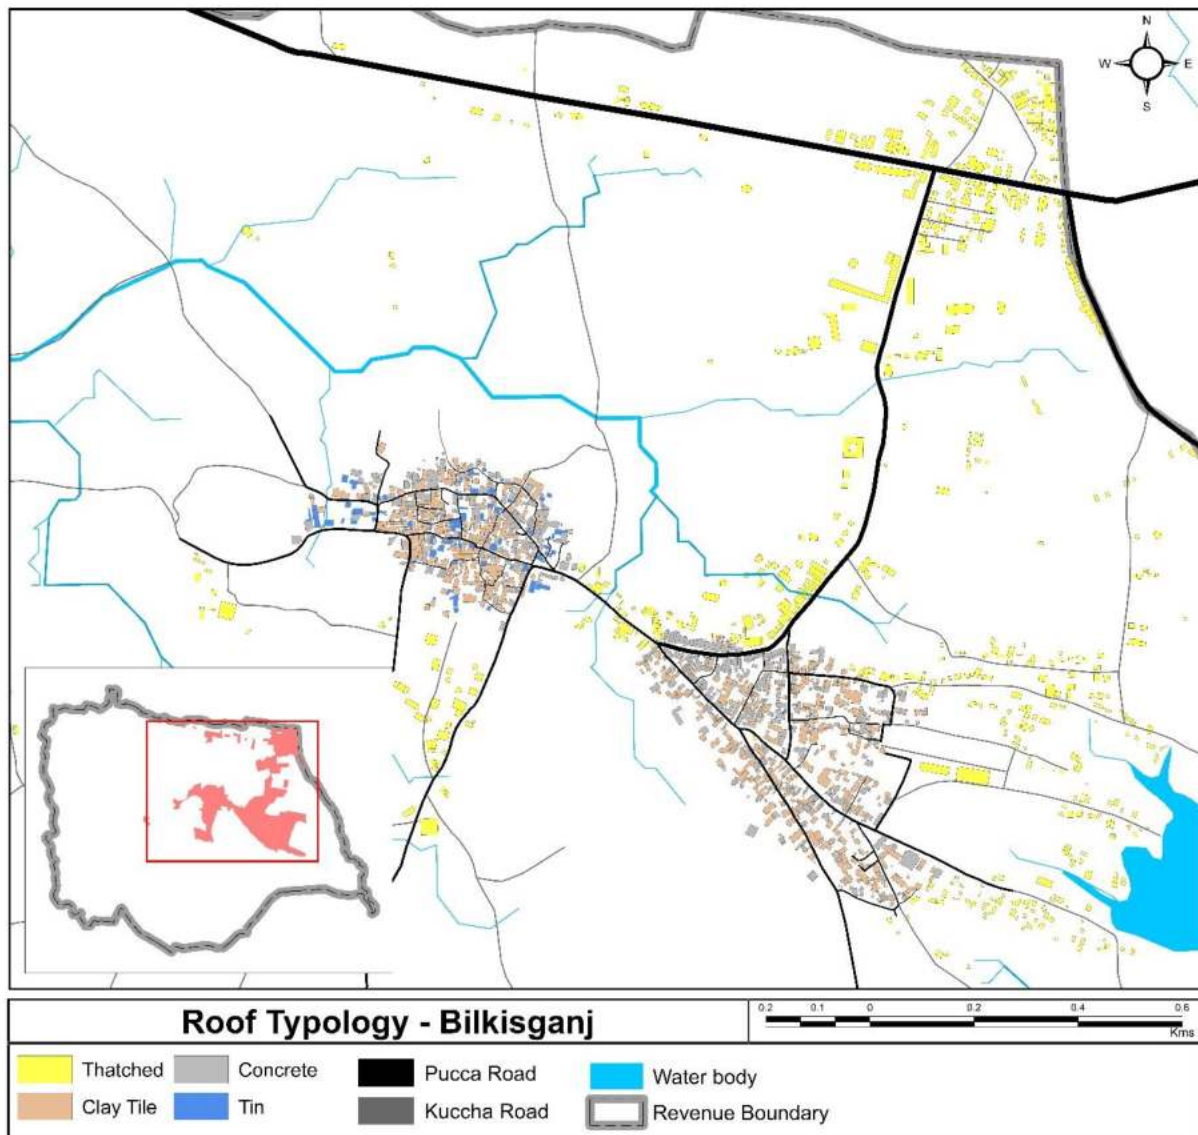 N
W E
S
Roof Typology - Bilkisganj
0.2 0.1 0 0.2 0.4 0.6
Kms
Thatched Concrete Pucca Road Water body
Clay Tile Tin Kuccha Road Revenue Boundary